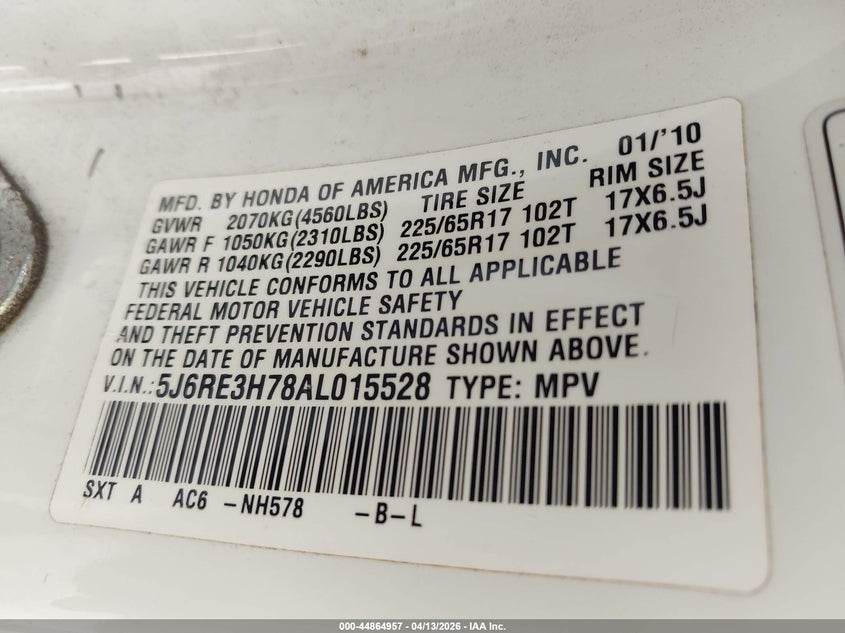 MFD. BY HONDA OF AMERICA MFG., INC. 01/'10
GVWR 2070KG(4560LBS) TIRE SIZE RIM SIZE
GAWR F 1050KG(2310LBS) 225/65R17 102T 17X6.5J
GAWR R 1040KG(2290LBS) 225/65R17 102T 17X6.5J
THIS VEHICLE CONFORMS TO ALL APPLICABLE
FEDERAL MOTOR VEHICLE SAFETY
AND THEFT PREVENTION STANDARDS IN EFFECT
ON THE DATE OF MANUFACTURE SHOWN ABOVE.
V.I.N.: 5J6RE3H78AL015528 TYPE: MPV
SXT A AC6 -NH578 -B-L
000-44864957 - 04/13/2026 - IAA Inc.